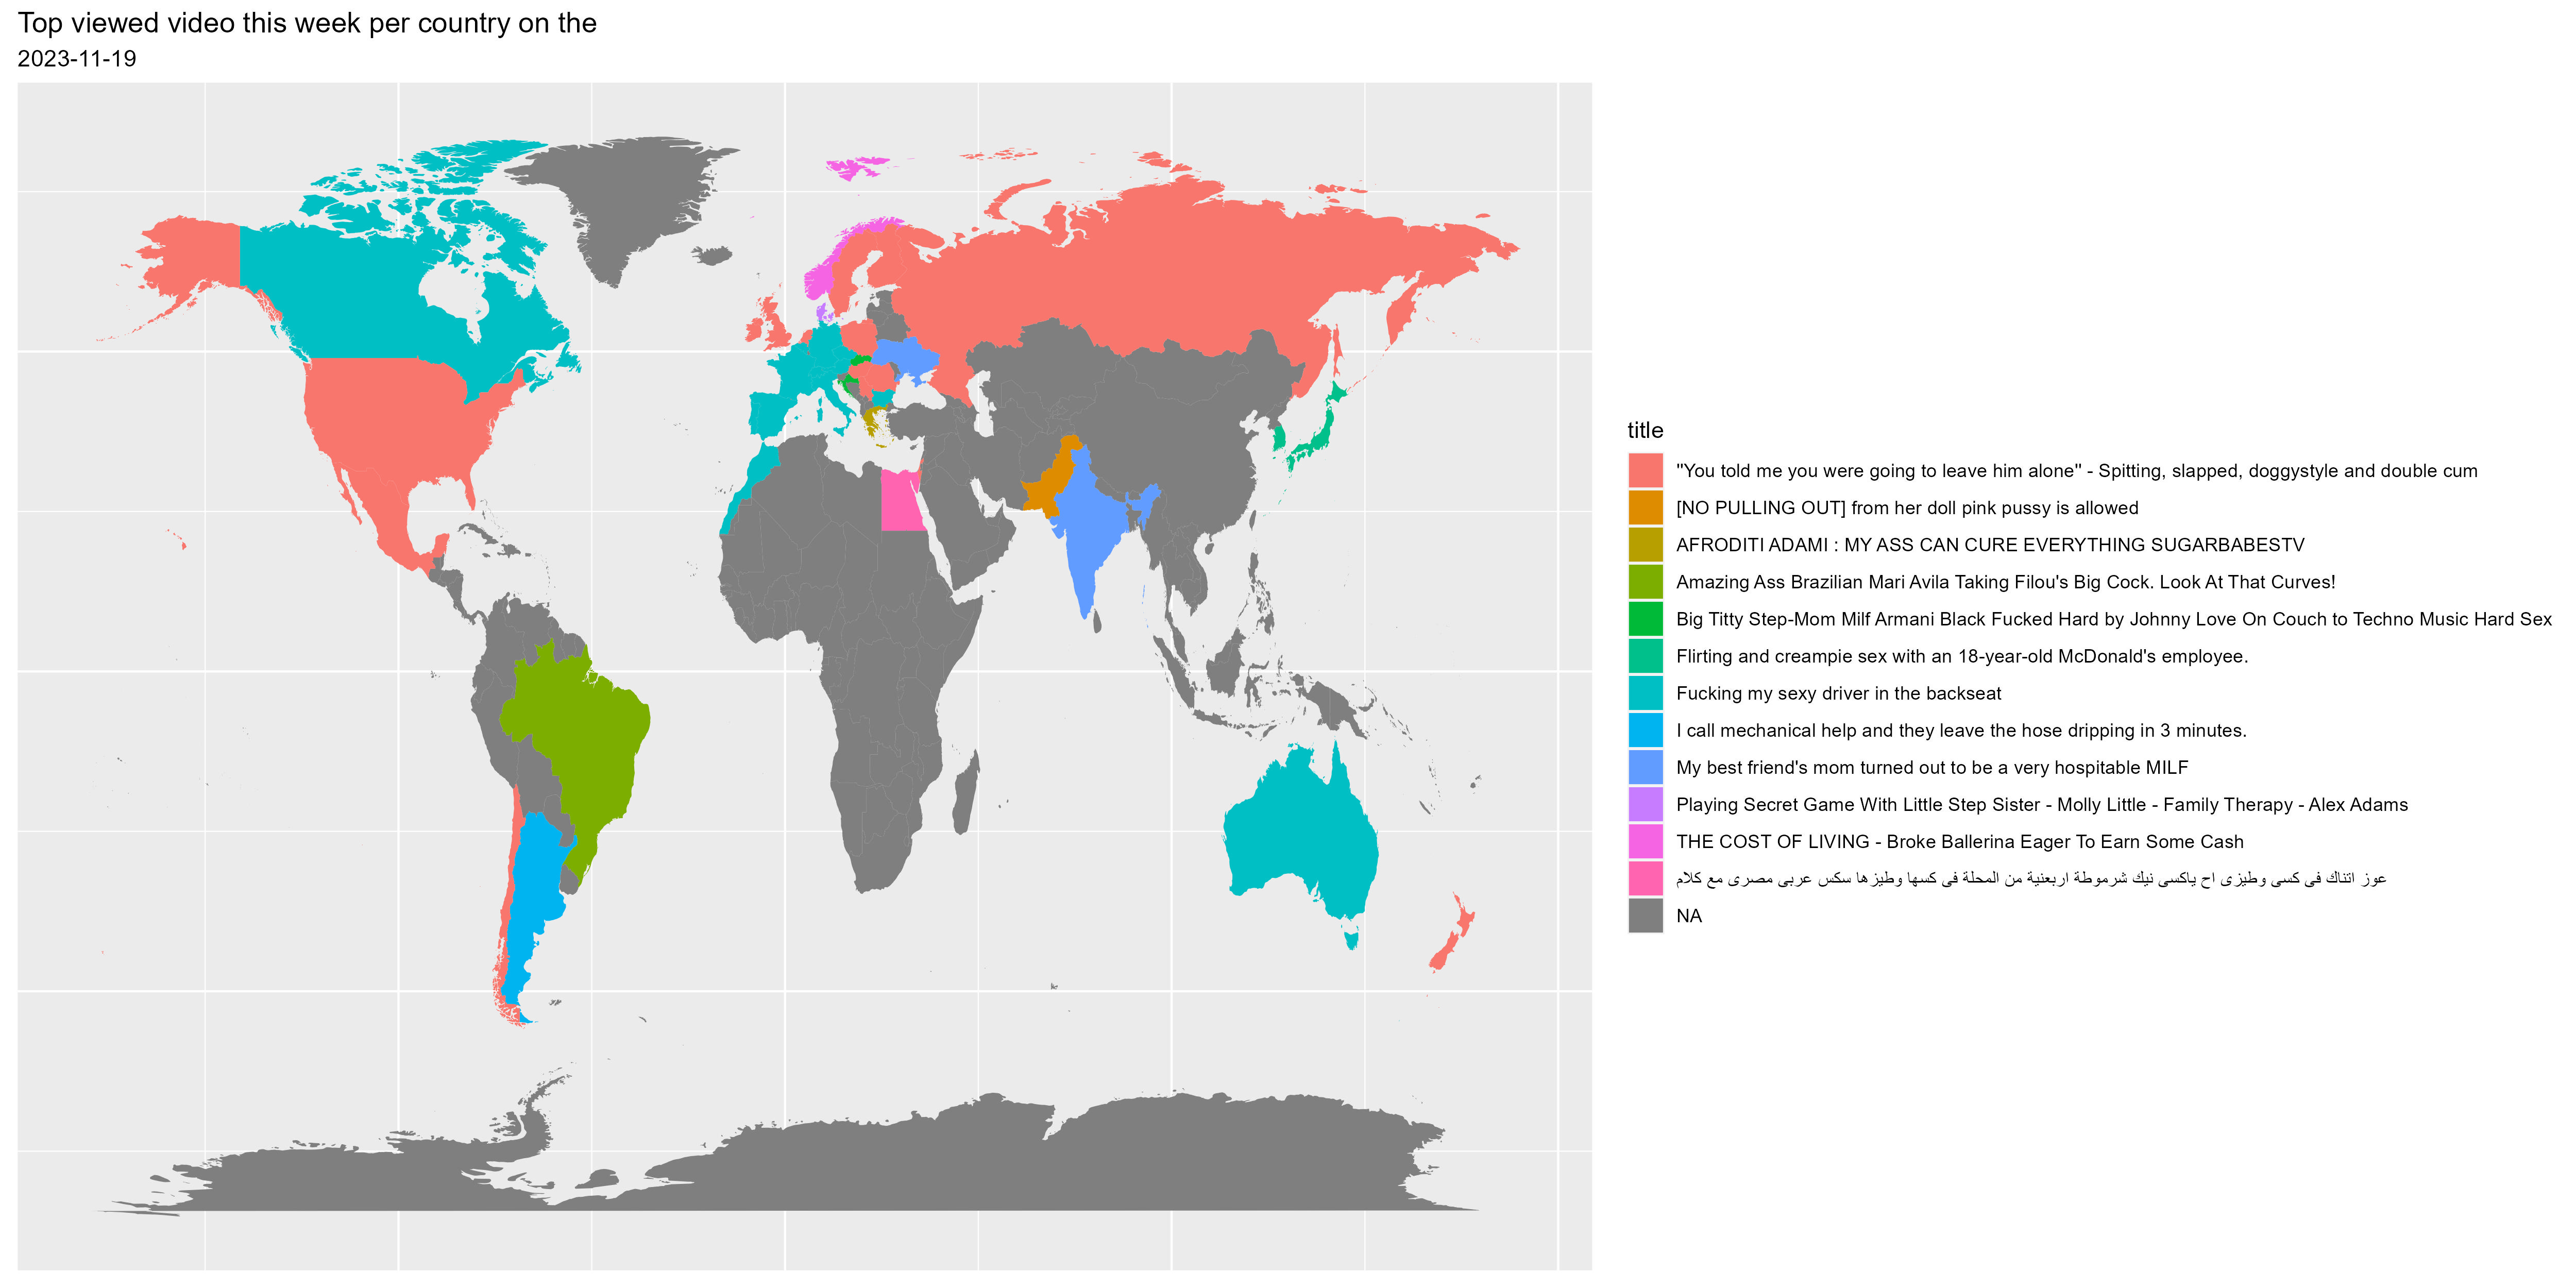 Top viewed video this week per country on the
2023-11-19
title
"You told me you were going to leave him alone" - Spitting, slapped, doggystyle and double cum
[NO PULLING OUT] from her doll pink pussy is allowed
AFRODITI ADAMI : MY ASS CAN CURE EVERYTHING SUGARBABESTV
Amazing Ass Brazilian Mari Avila Taking Filou's Big Cock. Look At That Curves!
Big Titty Step-Mom Milf Armani Black Fucked Hard by Johnny Love On Couch to Techno Music Hard Sex
Flirting and creampie sex with an 18-year-old McDonald's employee.
Fucking my sexy driver in the backseat
I call mechanical help and they leave the hose dripping in 3 minutes.
My best friend's mom turned out to be a very hospitable MILF
Playing Secret Game With Little Step Sister - Molly Little - Family Therapy - Alex Adams
THE COST OF LIVING - Broke Ballerina Eager To Earn Some Cash
عوز اتناك فى كسى وطيزى اح ياكسى نيك شرموطة اربعنية من المحلة فى كسها وطيزها سكس عربى مصرى مع كلام
NA